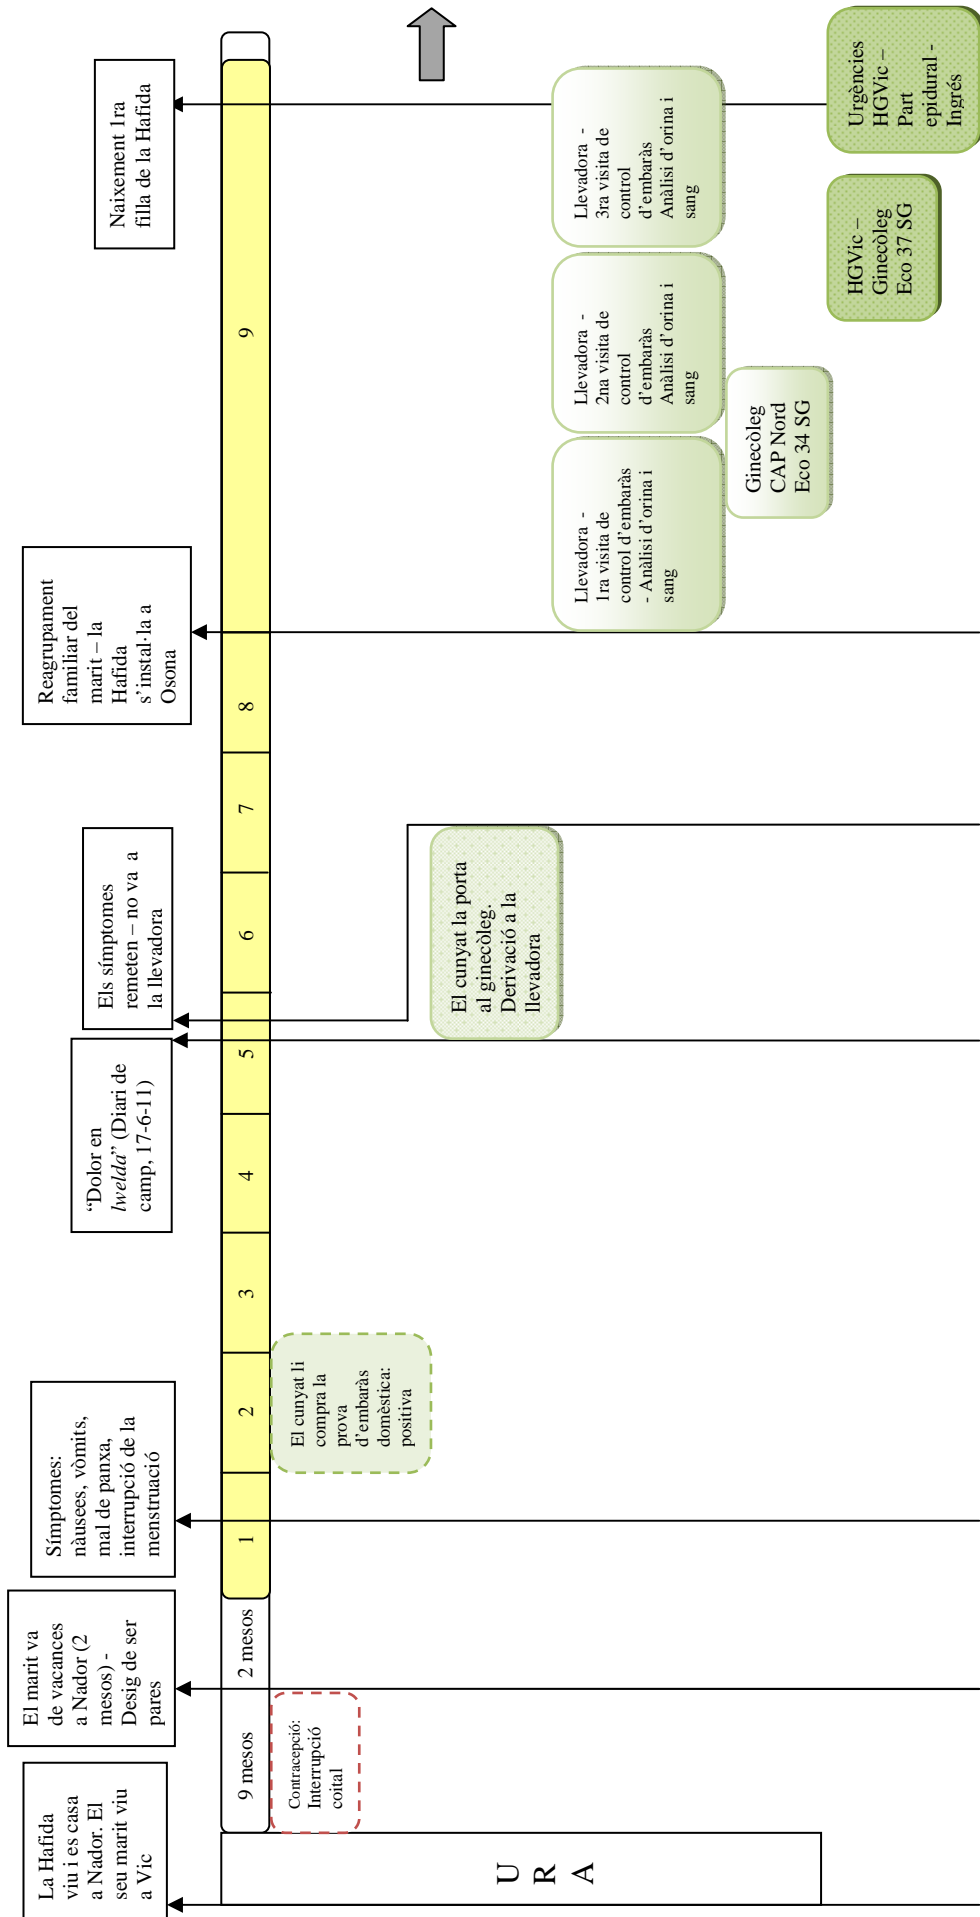 La Hafida
viu i es casa
a Nador. El
seu marit viu
a Vic
El marit va
de vacances
a Nador (2
mesos) -
Desig de ser
pares
Símptomes:
nàusees, vòmits,
mal de panxa,
interrupció de la
menstruació
“Dolor en
lwelda” (Diari de
camp, 17-6-11)
Els símptomes
remeten – no va a
la llevadora
Reagrupament
familiar del
marit – la
Hafida
s’instal·la a
Osona
Naixement 1ra
filla de la Hafida
9 mesos
2 mesos
1
2
3
4
5
6
7
8
9
U
R
A
Contracepció:
Interrupció
coital
El cunyat li
compra la
prova
d’embaràs
domèstica:
positiva
El cunyat la porta
al ginecòleg.
Derivació a la
llevadora
Llevadora -
1ra visita de
control d’embaràs
- Anàlisi d’orina i
sang
Llevadora -
2na visita de
control
d’embaràs
Anàlisi d’orina i
sang
Llevadora -
3ra visita de
control
d’embaràs
Anàlisi d’orina i
sang
Ginecòleg
CAP Nord
Eco 34 SG
HGVic –
Ginecòleg
Eco 37 SG
Urgències
HGVic –
Part
epidural -
Ingrés